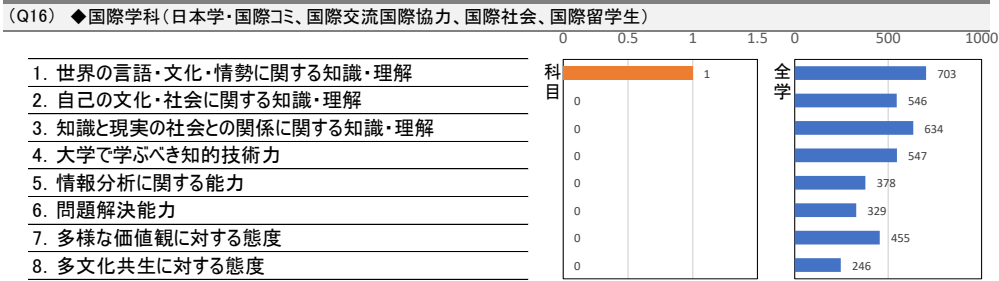 (Q16) ◆国際学科(日本学・国際コミ、国際交流国際協力、国際社会、国際留学生)
0 0.5 1 1.5 0 500 1000
科目 全学
1. 世界の言語・文化・情勢に関する知識・理解 1 703
2. 自己の文化・社会に関する知識・理解 0 546
3. 知識と現実の社会との関係に関する知識・理解 0 634
4. 大学で学ぶべき知的技術力 0 547
5. 情報分析に関する能力 0 378
6. 問題解決能力 0 329
7. 多様な価値観に対する態度 0 455
8. 多文化共生に対する態度 0 246